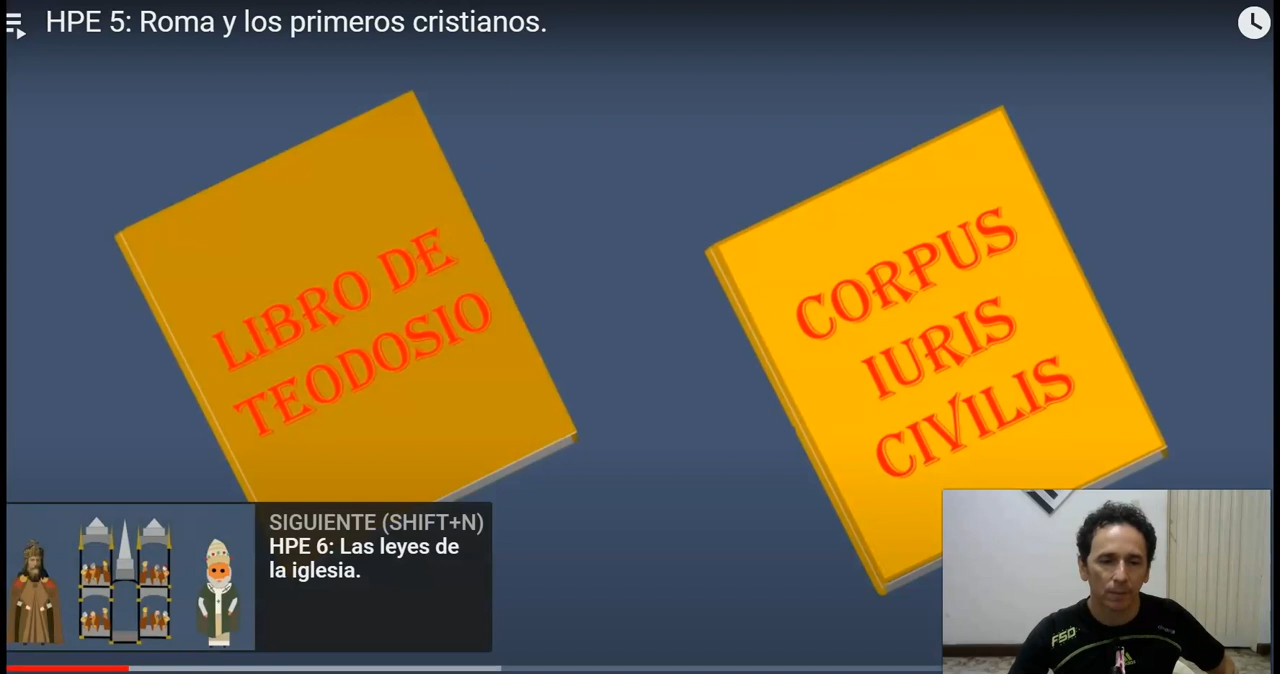 HPE 5: Roma y los primeros cristianos.
LIBRO DE
TEODOSIO
CORPUS
IURIS
CIVILIS
SIGUIENTE (SHIFT+N)
HPE 6: Las leyes de
la iglesia.
FSD